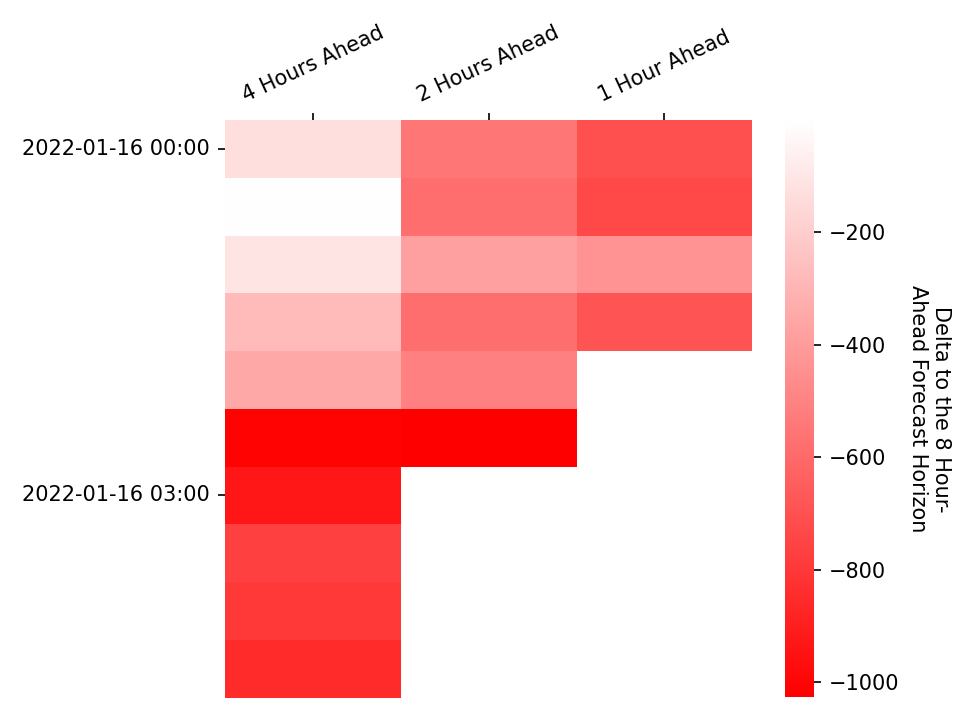 4 Hours Ahead
2 Hours Ahead
1 Hour Ahead
2022-01-16 00:00
2022-01-16 03:00
−200
−400
−600
−800
−1000
Delta to the 8 Hour-
Ahead Forecast Horizon